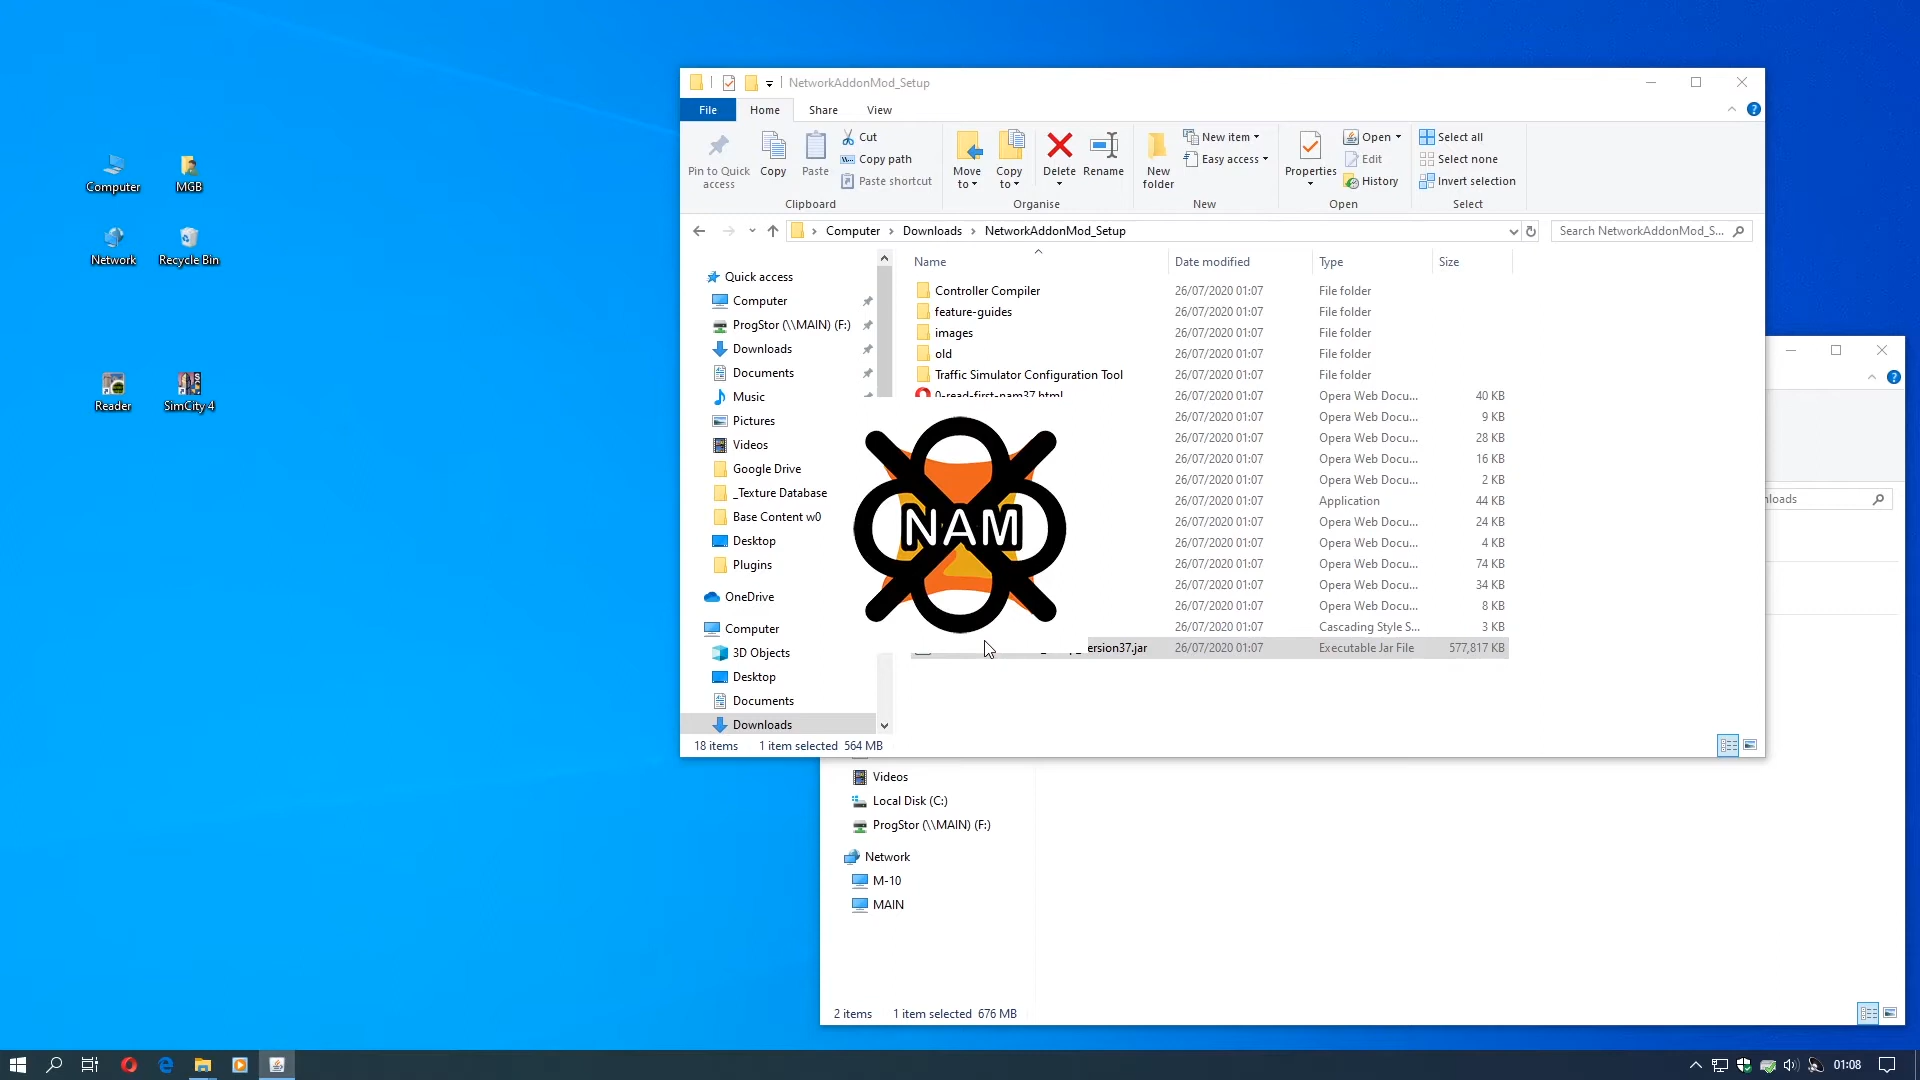 NetworkAddonMod_Setup
File
Home
Share
View
Pin to Quick access
Copy
Paste
Cut
Copy path
Paste shortcut
Clipboard
Move to
Copy to
Delete
Rename
Organise
New folder
New item
Easy access
New
Properties
Open
Edit
History
Open
Select all
Select none
Invert selection
Select
Computer > Downloads > NetworkAddonMod_Setup
Search NetworkAddonMod_S...
Name Date modified Type Size
Controller Compiler 26/07/2020 01:07 File folder
feature-guides 26/07/2020 01:07 File folder
images 26/07/2020 01:07 File folder
old 26/07/2020 01:07 File folder
Traffic Simulator Configuration Tool 26/07/2020 01:07 File folder
0-read-first-nam37.html 26/07/2020 01:07 Opera Web Docu... 40 KB
26/07/2020 01:07 Opera Web Docu... 9 KB
26/07/2020 01:07 Opera Web Docu... 28 KB
26/07/2020 01:07 Opera Web Docu... 16 KB
26/07/2020 01:07 Opera Web Docu... 2 KB
26/07/2020 01:07 Application 44 KB
26/07/2020 01:07 Opera Web Docu... 24 KB
26/07/2020 01:07 Opera Web Docu... 4 KB
26/07/2020 01:07 Opera Web Docu... 74 KB
26/07/2020 01:07 Opera Web Docu... 34 KB
26/07/2020 01:07 Opera Web Docu... 8 KB
26/07/2020 01:07 Cascading Style S... 3 KB
ersion37.jar 26/07/2020 01:07 Executable Jar File 577,817 KB
NAM
Quick access
Computer
ProgStor (\\MAIN) (F:)
Downloads
Documents
Music
Pictures
Videos
Google Drive
_Texture Database
Base Content w0
Desktop
Plugins
OneDrive
Computer
3D Objects
Desktop
Documents
Downloads
18 items 1 item selected 564 MB
Computer
MGB
Network
Recycle Bin
Reader
SimCity 4
nloads
Videos
Local Disk (C:)
ProgStor (\\MAIN) (F:)
Network
M-10
MAIN
2 items 1 item selected 676 MB
01:08